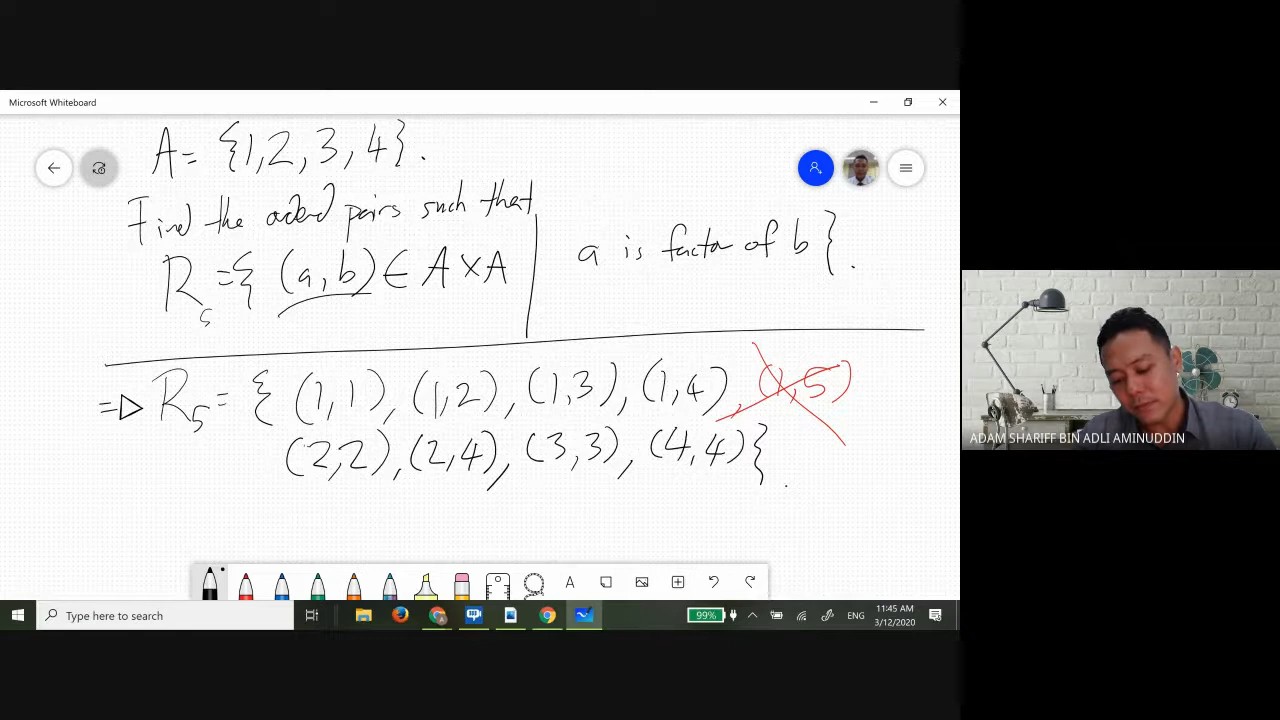 Microsoft Whiteboard
A = {1,2,3,4}.
Find the ordered pairs such that
R₅ = { (a,b) ∈ A×A | a is factor of b}.
=> R₅ = { (1,1), (1,2), (1,3), (1,4), (1,5)
(2,2), (2,4), (3,3), (4,4)}.
ADAM SHARIFF BIN ADLI AMINUDDIN
A
Type here to search
99%
ENG
11:45 AM
3/12/2020